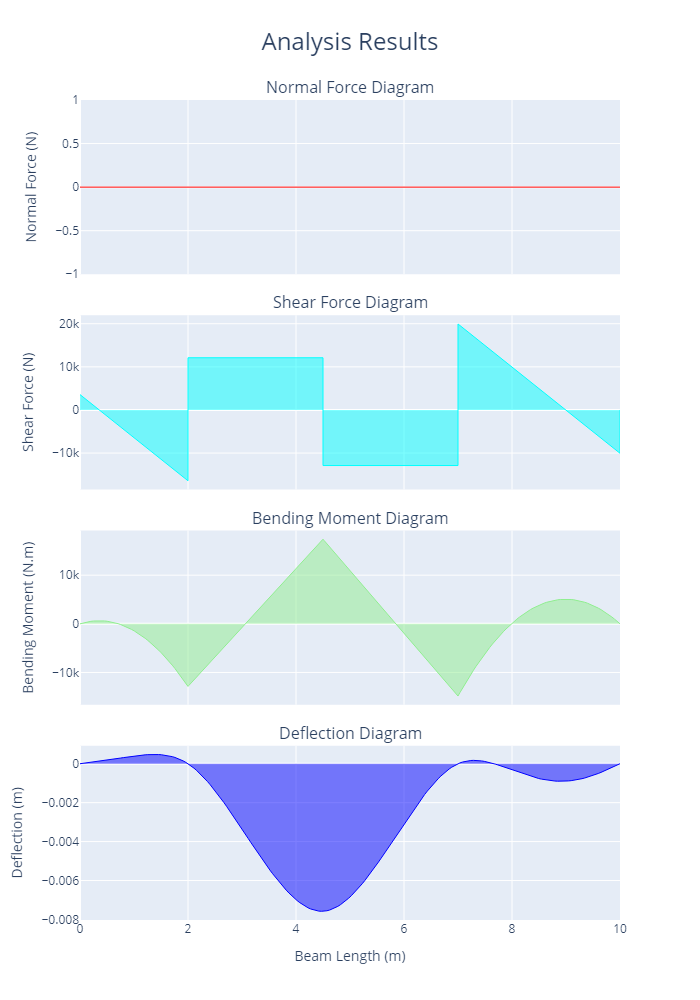 Analysis Results
Normal Force Diagram
Normal Force (N)
1
0.5
0
−0.5
−1
Shear Force Diagram
Shear Force (N)
20k
10k
0
−10k
Bending Moment Diagram
Bending Moment (N.m)
10k
0
−10k
Deflection Diagram
Deflection (m)
0
−0.002
−0.004
−0.006
−0.008
0 2 4 6 8 10
Beam Length (m)